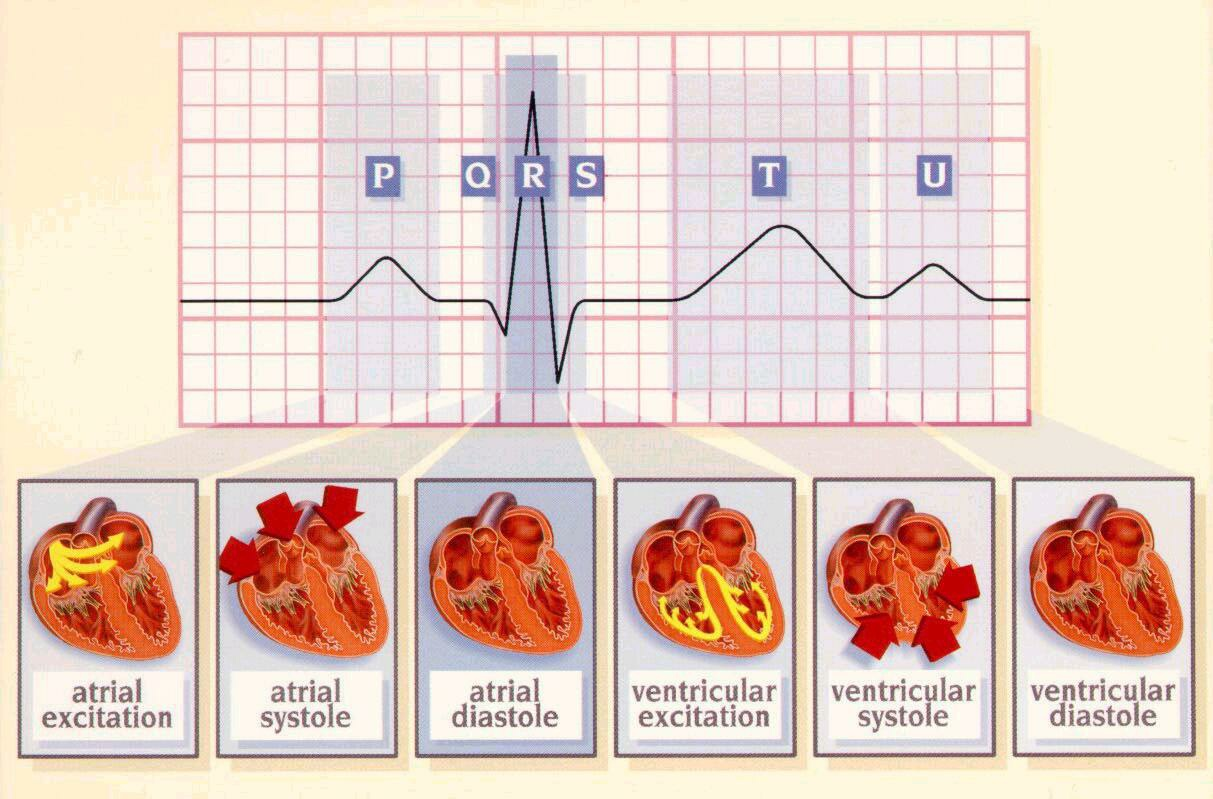 P Q R S T U
atrial
excitation
atrial
systole
atrial
diastole
ventricular
excitation
ventricular
systole
ventricular
diastole